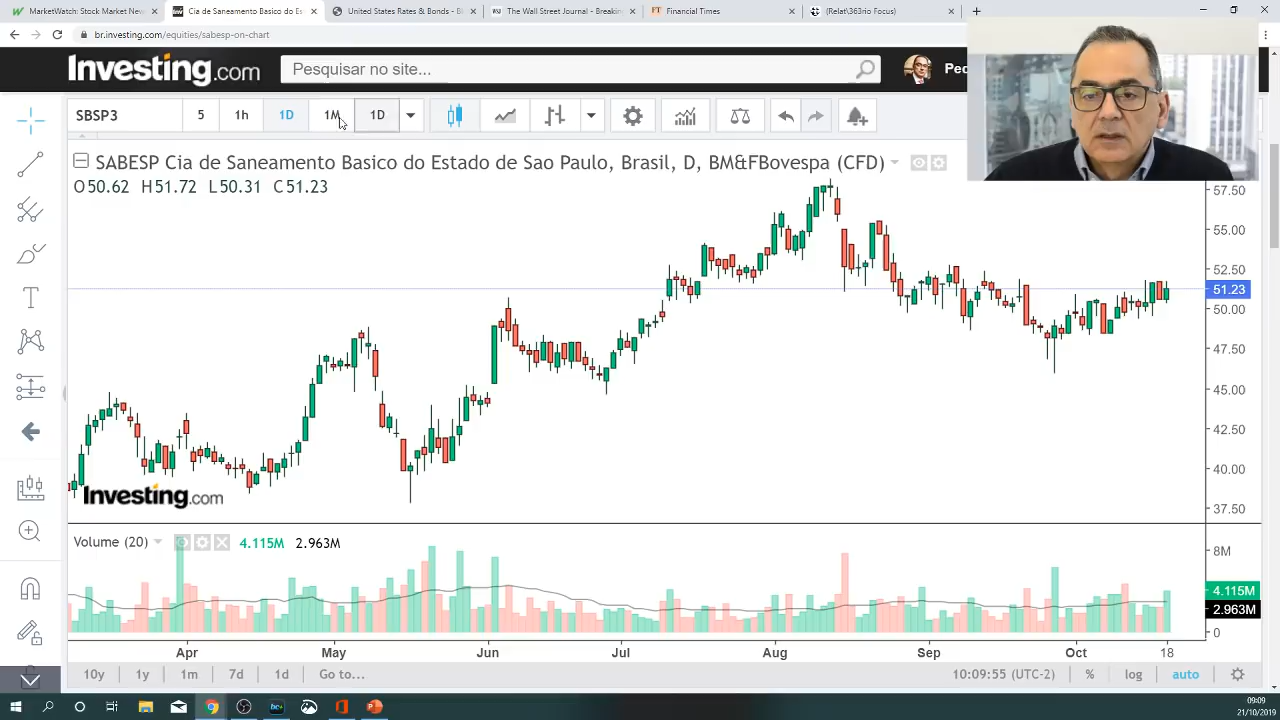 MarketWatch: Stock Market News
Cia de Saneamento Basico do Es
United States Rates & Bonds - B
The Wall Street Journal - Breaking
Financial Times
(Relat\363rio Focus)
br.investing.com/equities/sabesp-on-chart
Investing.com
Pesquisar no site...
SBSP3
5
1h
1D
1M
1D
SABESP Cia de Saneamento Basico do Estado de Sao Paulo, Brasil, D, BM&FBovespa (CFD)
O50.62 H51.72 L50.31 C51.23
57.50
55.00
52.50
51.23
50.00
47.50
45.00
42.50
40.00
37.50
Investing.com
Volume (20)
4.115M
2.963M
8M
4.115M
2.963M
0
Apr
May
Jun
Jul
Aug
Sep
Oct
18
10y
1y
1m
7d
1d
Go to...
10:09:55 (UTC-2)
%
log
auto
09:09
21/10/2019